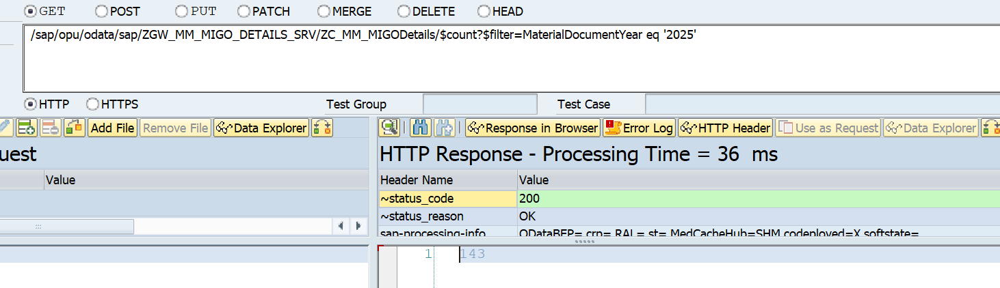 GET POST PUT PATCH MERGE DELETE HEAD
/sap/opu/odata/sap/ZGW_MM_MIGO_DETAILS_SRV/ZC_MM_MIGODetails/$count?$filter=MaterialDocumentYear eq '2025'
HTTP HTTPS Test Group Test Case
Add File Remove File Data Explorer Response in Browser Error Log HTTP Header Use as Request Data Explorer
uest
Value
HTTP Response - Processing Time = 36 ms
Header Name Value
~status_code 200
~status_reason OK
sap-processing-info ODataBEP= crp= RAL= st= MedCacheHub=SHM codeployed=X softstate=
1 143